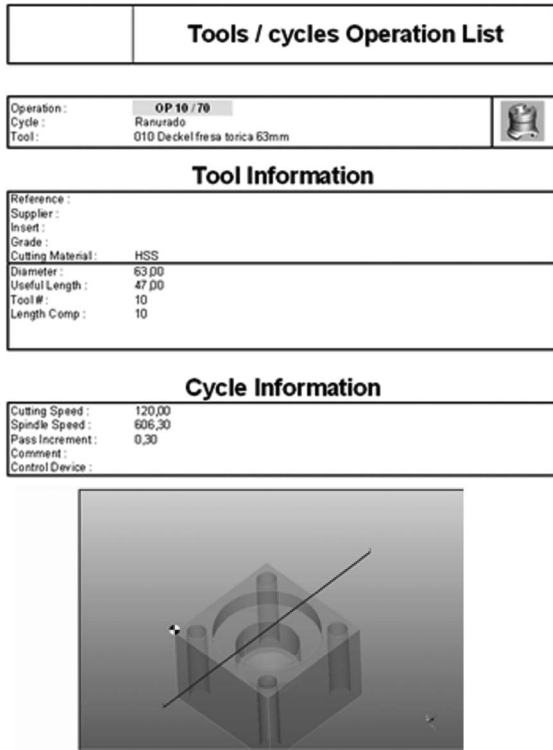 Tools / cycles Operation List
Operation : OP 10 / 70
Cycle : Ranurado
Tool : 010 Deckel fresa torica 63mm
Tool Information
Reference :
Supplier :
Insert :
Grade :
Cutting Material : HSS
Diameter : 63,00
Useful Length : 47,00
Tool # : 10
Length Comp : 10
Cycle Information
Cutting Speed : 120,00
Spindle Speed : 606,30
Pass Increment : 0,30
Comment :
Control Device :